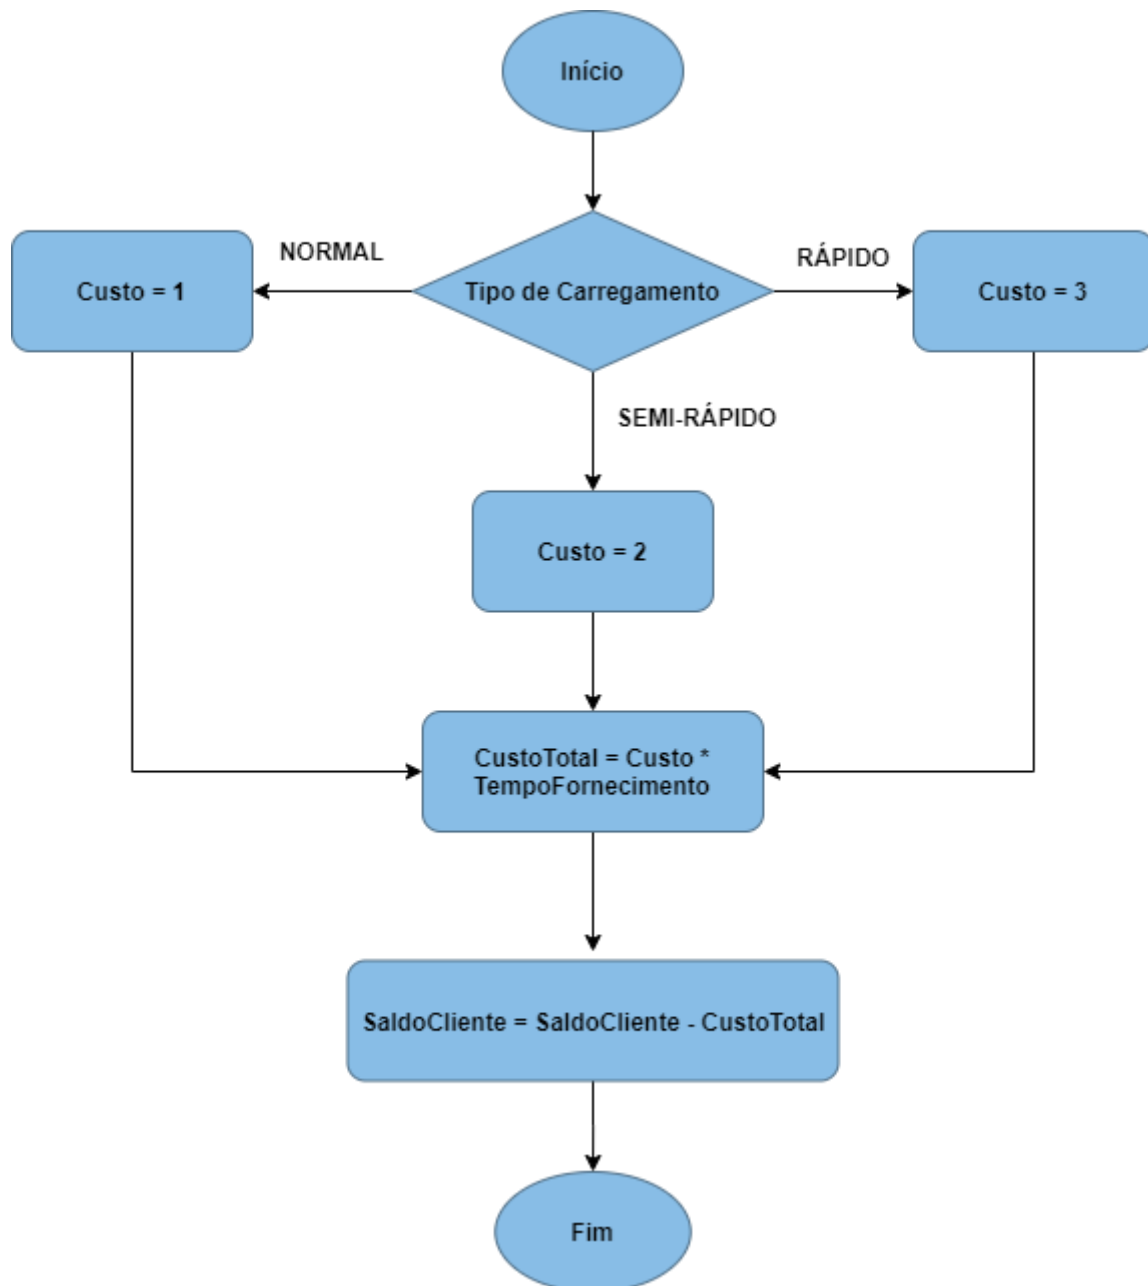 Início
NORMAL
RÁPIDO
Custo = 1
Tipo de Carregamento
Custo = 3
SEMI-RÁPIDO
Custo = 2
CustoTotal = Custo *
TempoFornecimento
SaldoCliente = SaldoCliente - CustoTotal
Fim